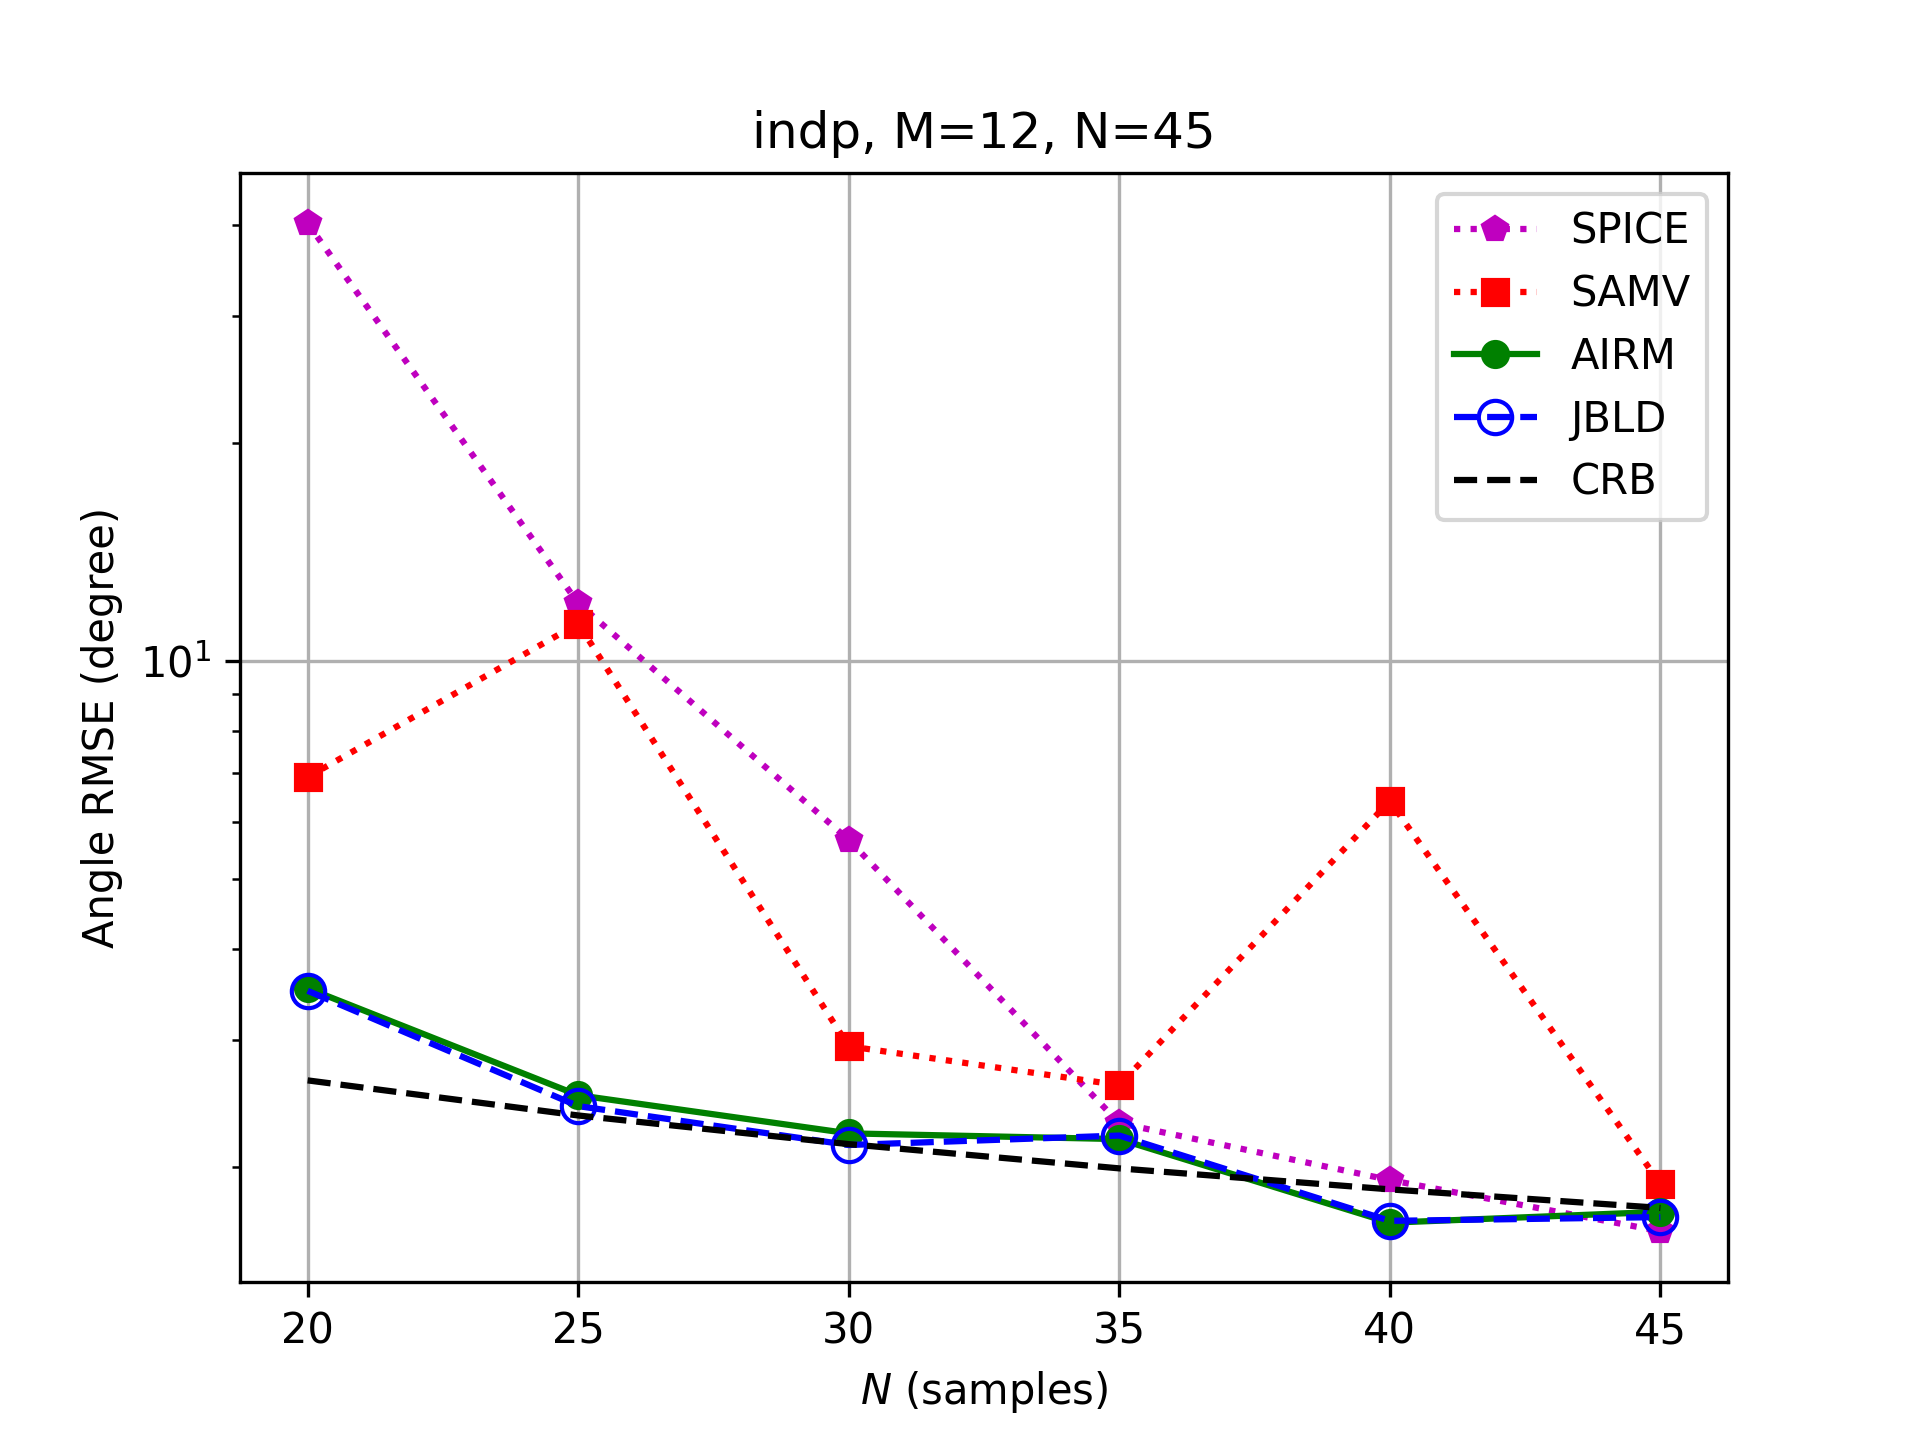 indp, M=12, N=45
SPICE
SAMV
AIRM
JBLD
CRB
Angle RMSE (degree)
10¹
20 25 30 35 40 45
N (samples)